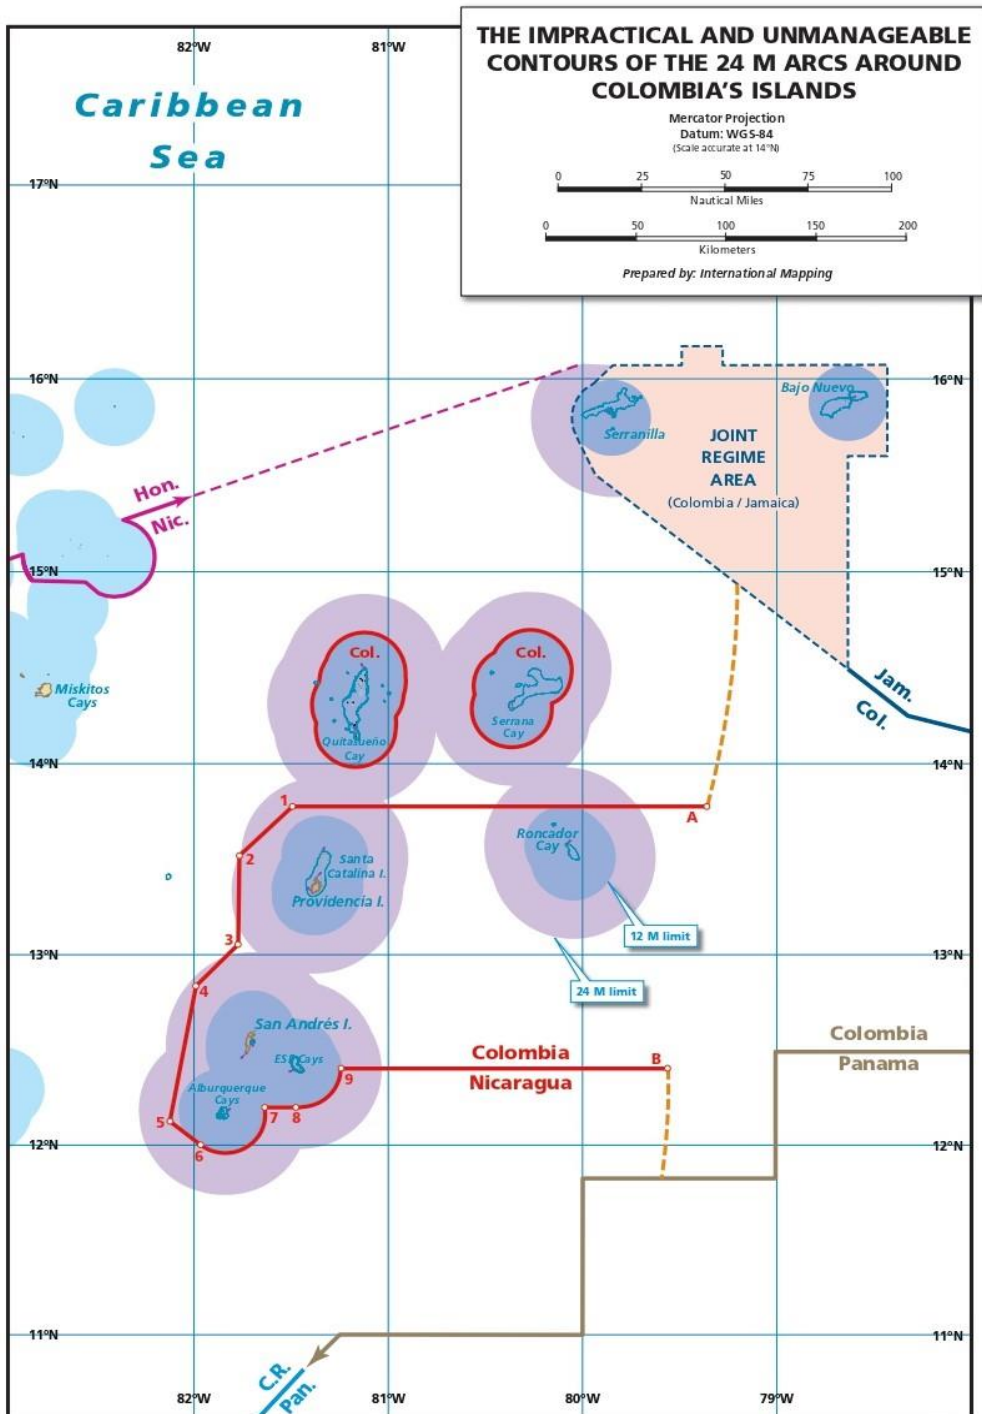 THE IMPRACTICAL AND UNMANAGEABLE
CONTOURS OF THE 24 M ARCS AROUND
COLOMBIA'S ISLANDS
Mercator Projection
Datum: WGS-84
(Scale accurate at 14°N)
0 25 50 75 100
Nautical Miles
0 50 100 150 200
Kilometers
Prepared by: International Mapping
82°W 81°W
Caribbean
Sea
17°N
16°N 16°N
Bajo Nuevo
Serranilla
JOINT
REGIME
AREA
(Colombia / Jamaica)
Hon.
Nic.
15°N 15°N
Col. Col.
Miskitos
Cays
Jam.
Col.
Serrana
Cay
Quitasueño
Cay
14°N 14°N
1
A
Roncador
Cay
2
Santa
Catalina I.
Providencia I.
3
12 M limit
13°N 13°N
4
24 M limit
San Andrés I.
ESE Cays
Colombia
Panama
Colombia
Nicaragua
B
9
Alburquerque
Cays
5
7 8
6
12°N 12°N
11°N 11°N
C.R.
Pan.
82°W 81°W 80°W 79°W